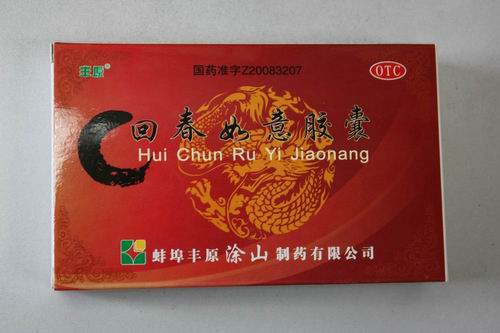 丰原
国药准字Z20083207
OTC
回春如意胶囊
Hui Chun Ru Yi Jiaonang
蚌埠丰原涂山制药有限公司